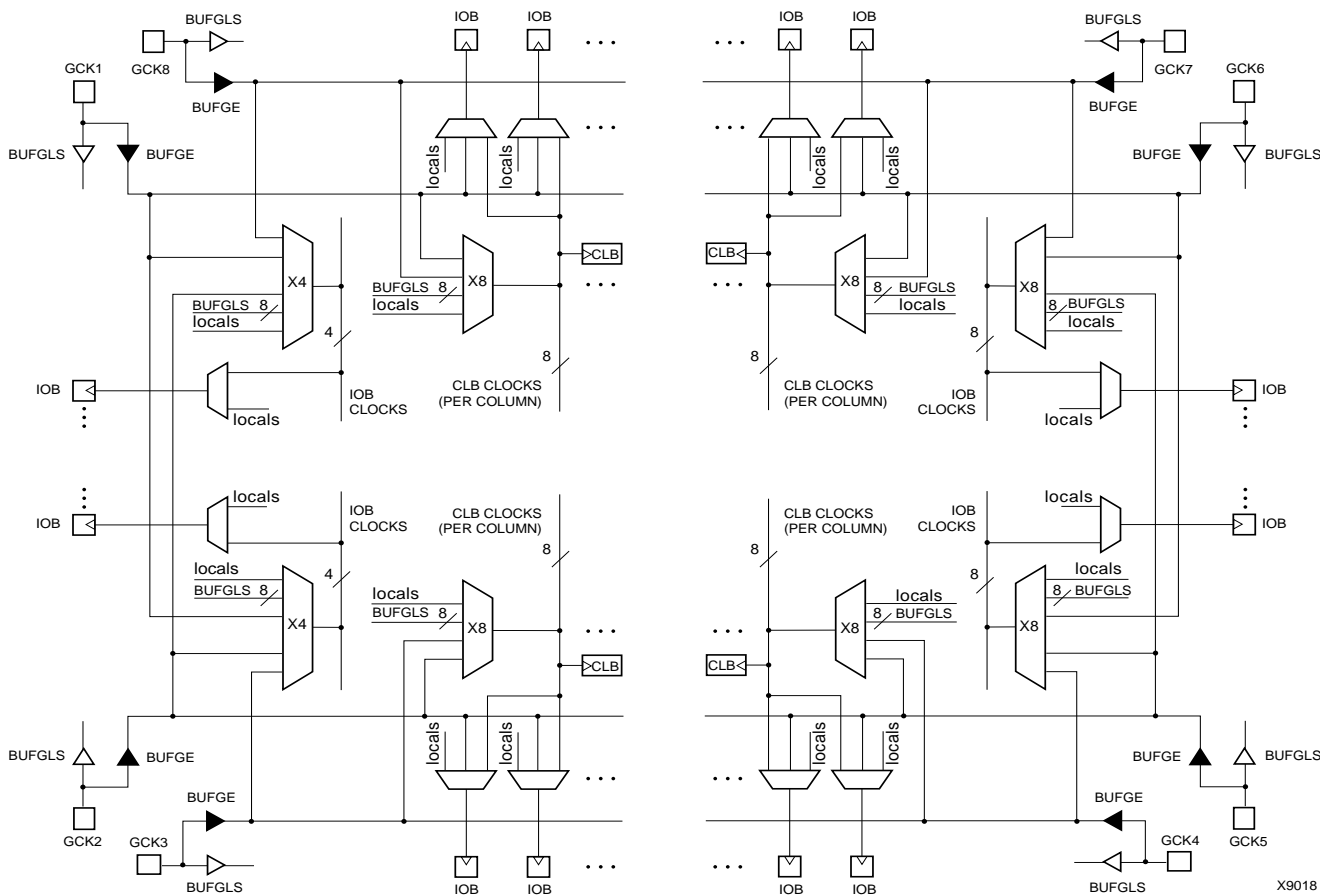 BUFGLS IOB IOB IOB IOB BUFGLS
GCK8 GCK7
GCK1 GCK6
BUFGE BUFGE
BUFGLS BUFGE BUFGE BUFGLS
locals locals locals locals
CLB CLB
X4 X8 X8 X8
BUFGLS 8 BUFGLS 8 8 BUFGLS 8 BUFGLS
locals locals locals locals
4 8
8 8
IOB CLB CLOCKS CLB CLOCKS IOB
(PER COLUMN) (PER COLUMN)
IOB IOB
CLOCKS CLOCKS
locals locals
locals locals
IOB IOB IOB IOB
CLOCKS CLOCKS
CLB CLOCKS CLB CLOCKS
(PER COLUMN) (PER COLUMN)
8 8
locals 4 8 locals
BUFGLS 8 locals locals 8 BUFGLS
BUFGLS 8 8 BUFGLS
X4 X8 X8 X8
CLB CLB
locals locals locals locals
BUFGLS BUFGE BUFGE BUFGLS
BUFGE BUFGE
GCK2 GCK3 GCK4 GCK5
BUFGLS IOB IOB IOB IOB BUFGLS
X9018